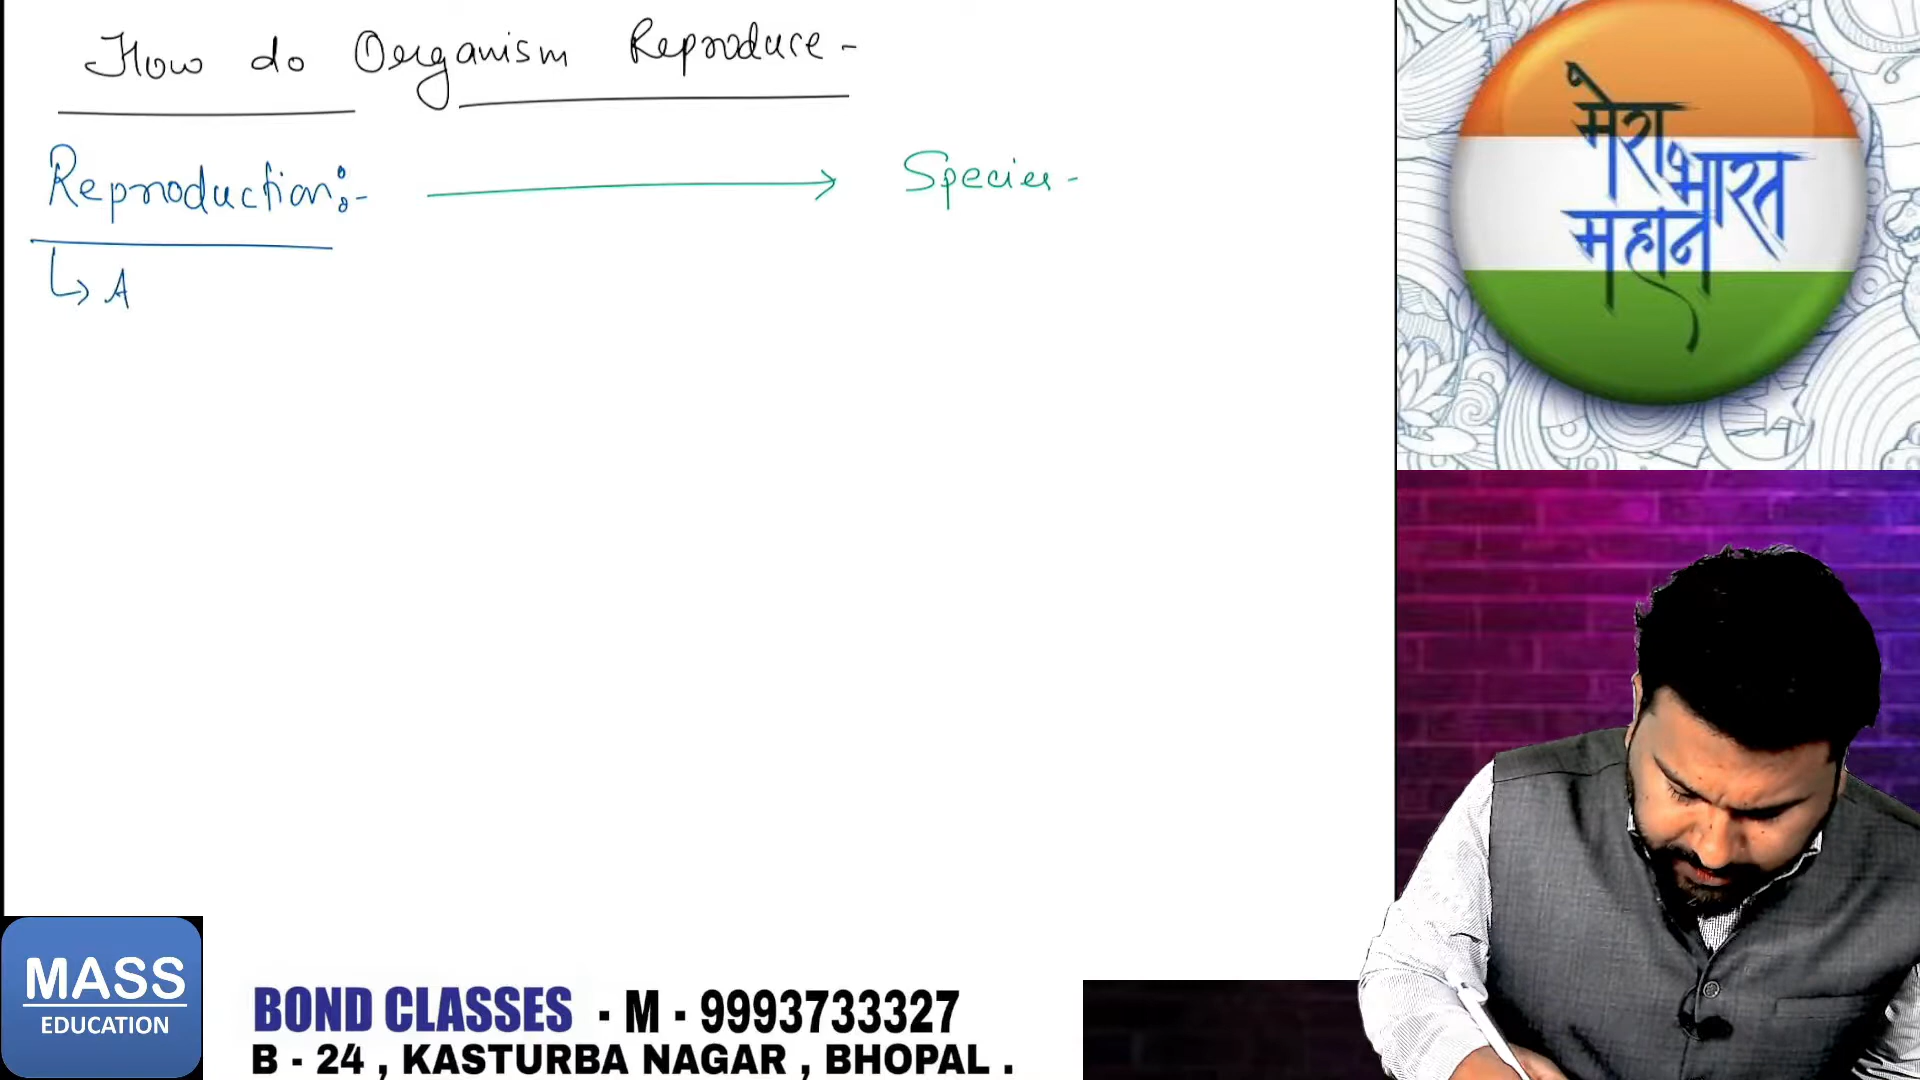 How do Organism Reproduce -
Reproduction:- → Species -
↳ A
मेरा
भारत
महान
MASS
EDUCATION
BOND CLASSES - M - 9993733327
B - 24 , KASTURBA NAGAR , BHOPAL .